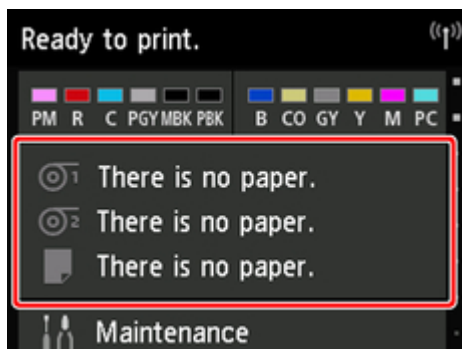 Ready to print.
PM R C PGY MBK PBK B CO GY Y M PC
1 There is no paper.
2 There is no paper.
There is no paper.
Maintenance